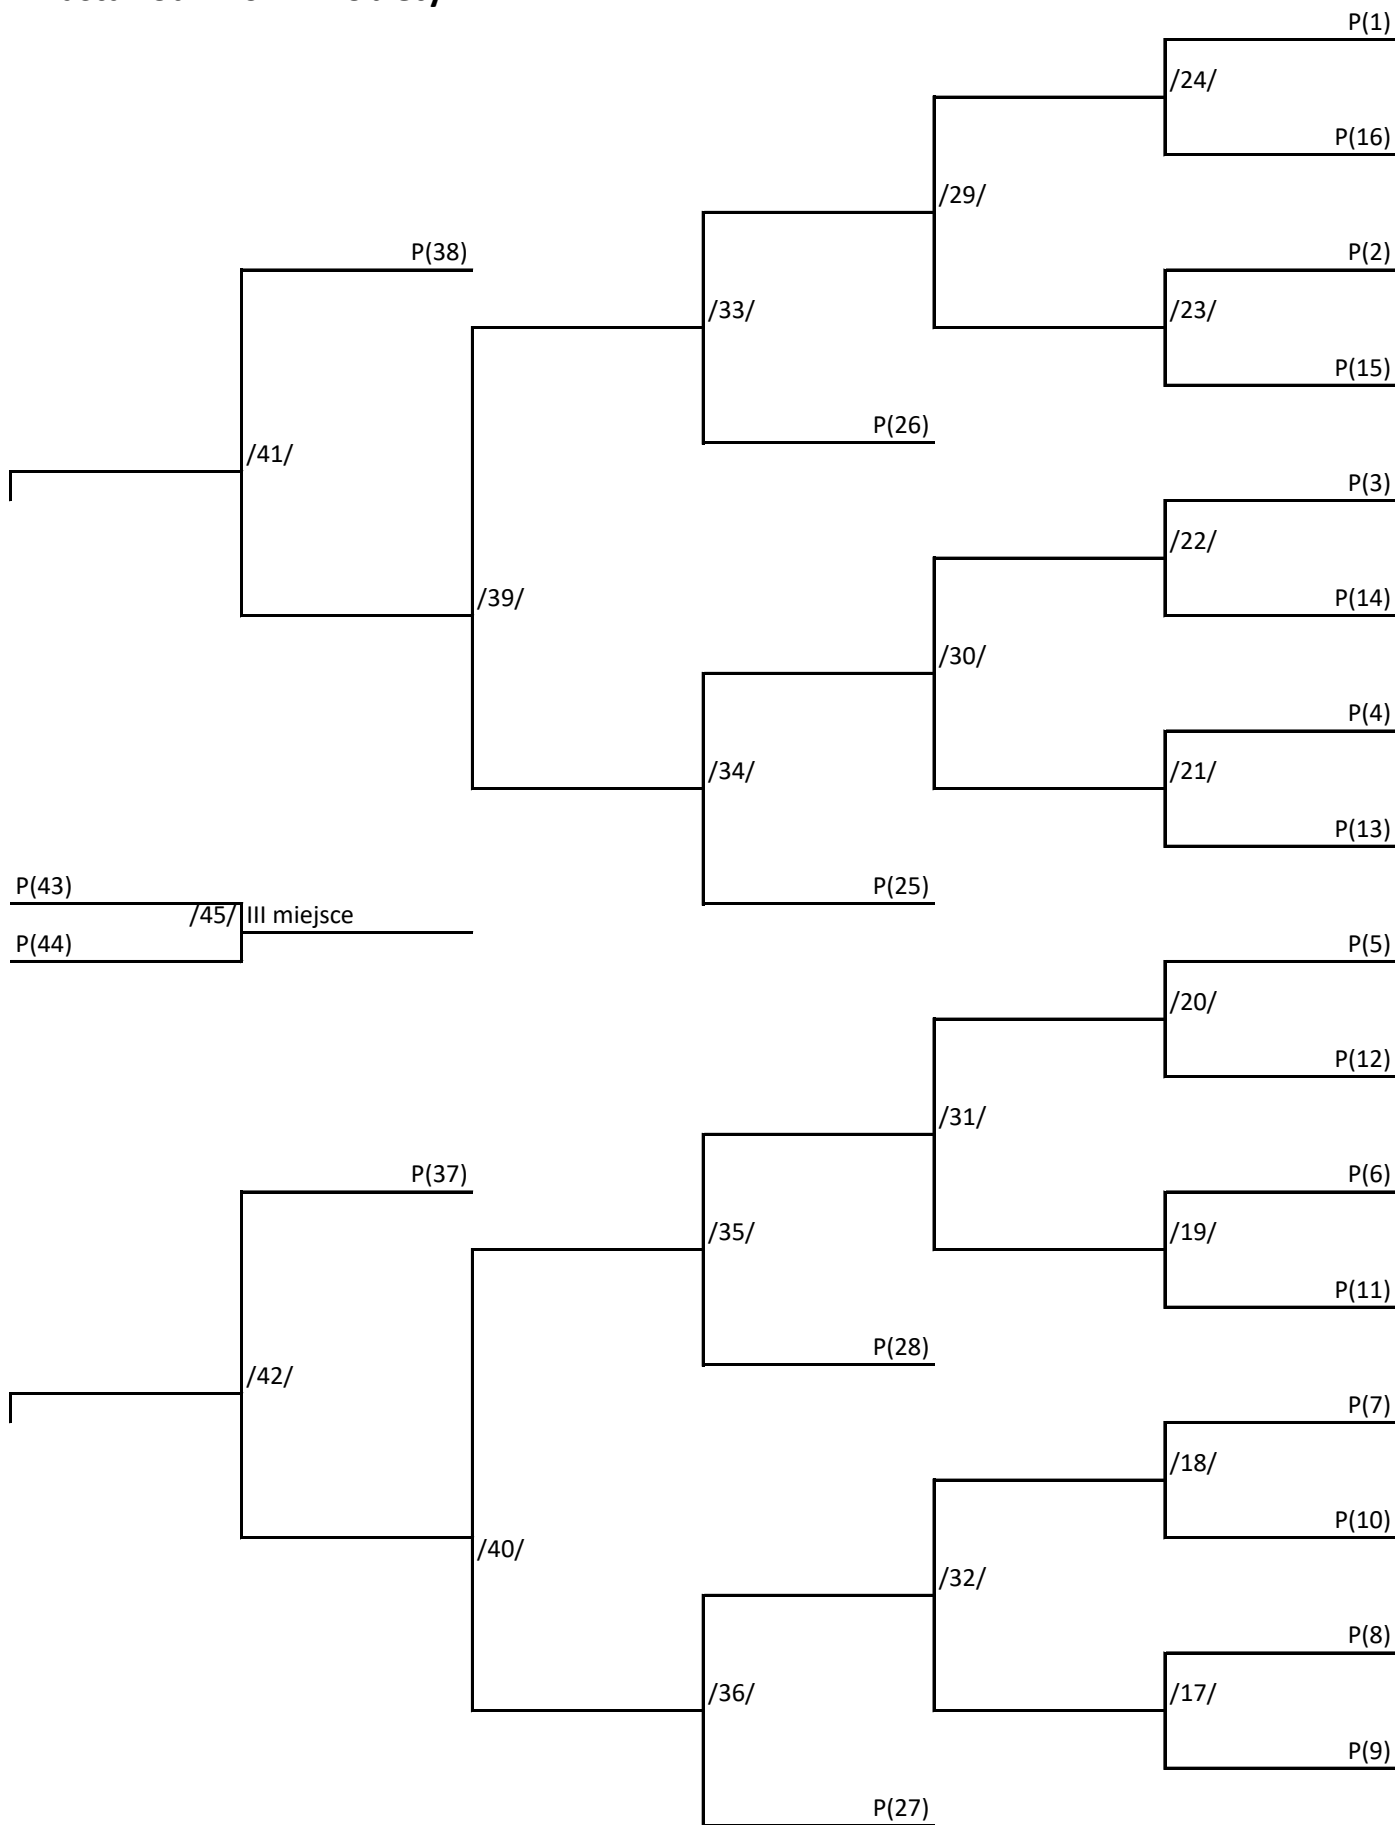 P(1)
/24/
P(16)
/29/
P(38)
P(2)
/33/
/23/
P(15)
P(26)
/41/
P(3)
/22/
/39/
P(14)
/30/
P(4)
/34/
/21/
P(13)
P(43)
P(25)
/45/ III miejsce
P(44)
P(5)
/20/
P(12)
/31/
P(37)
P(6)
/35/
/19/
P(11)
P(28)
/42/
P(7)
/18/
P(10)
/40/
/32/
P(8)
/36/
/17/
P(9)
P(27)